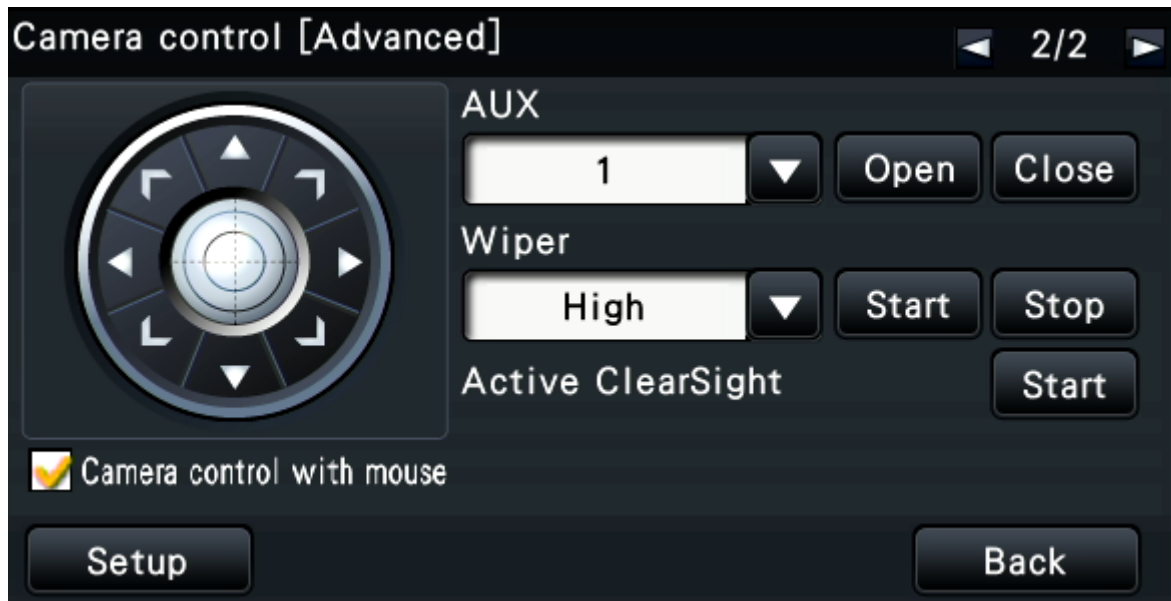 Camera control [Advanced] 2/2
AUX
1 Open Close
Wiper
High Start Stop
Active ClearSight Start
Camera control with mouse
Setup Back